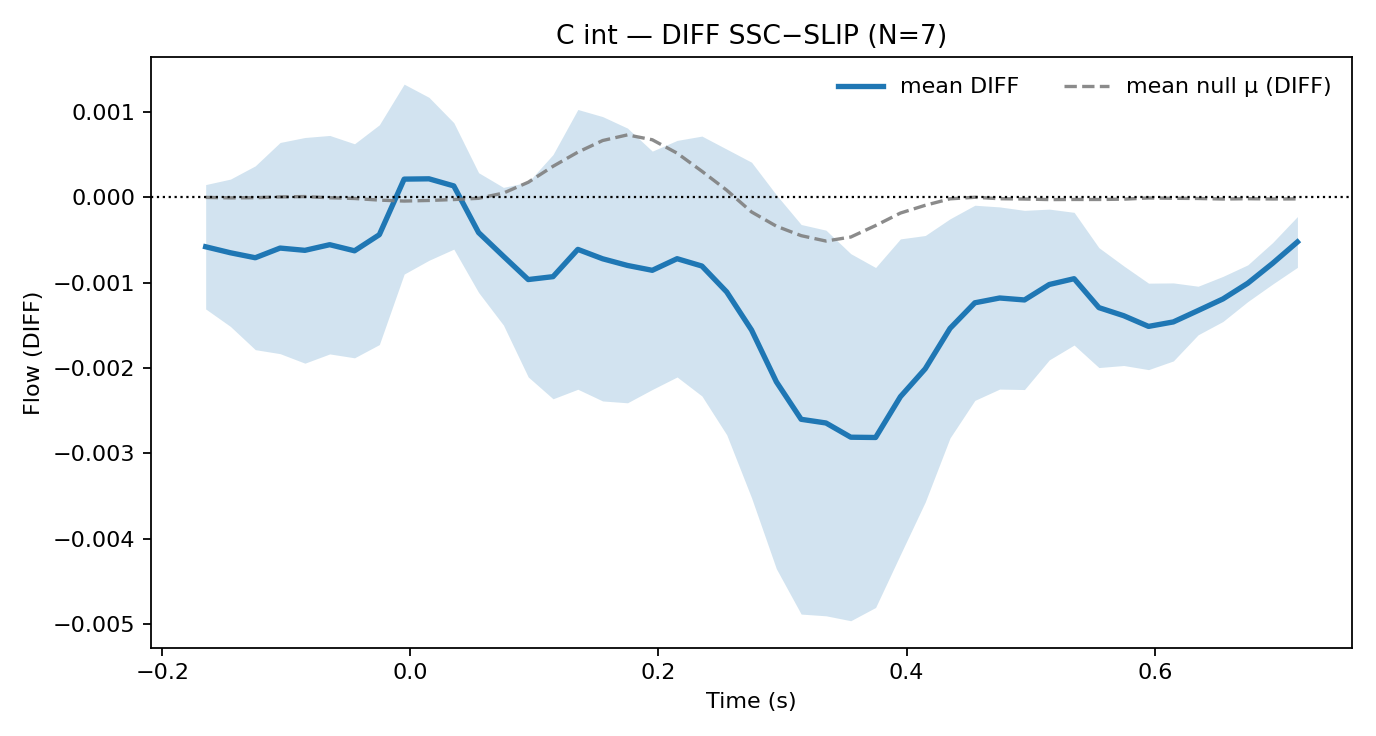 C int — DIFF SSC−SLIP (N=7)
mean DIFF
mean null μ (DIFF)
0.001
0.000
−0.001
−0.002
−0.003
−0.004
−0.005
Flow (DIFF)
−0.2
0.0
0.2
0.4
0.6
Time (s)